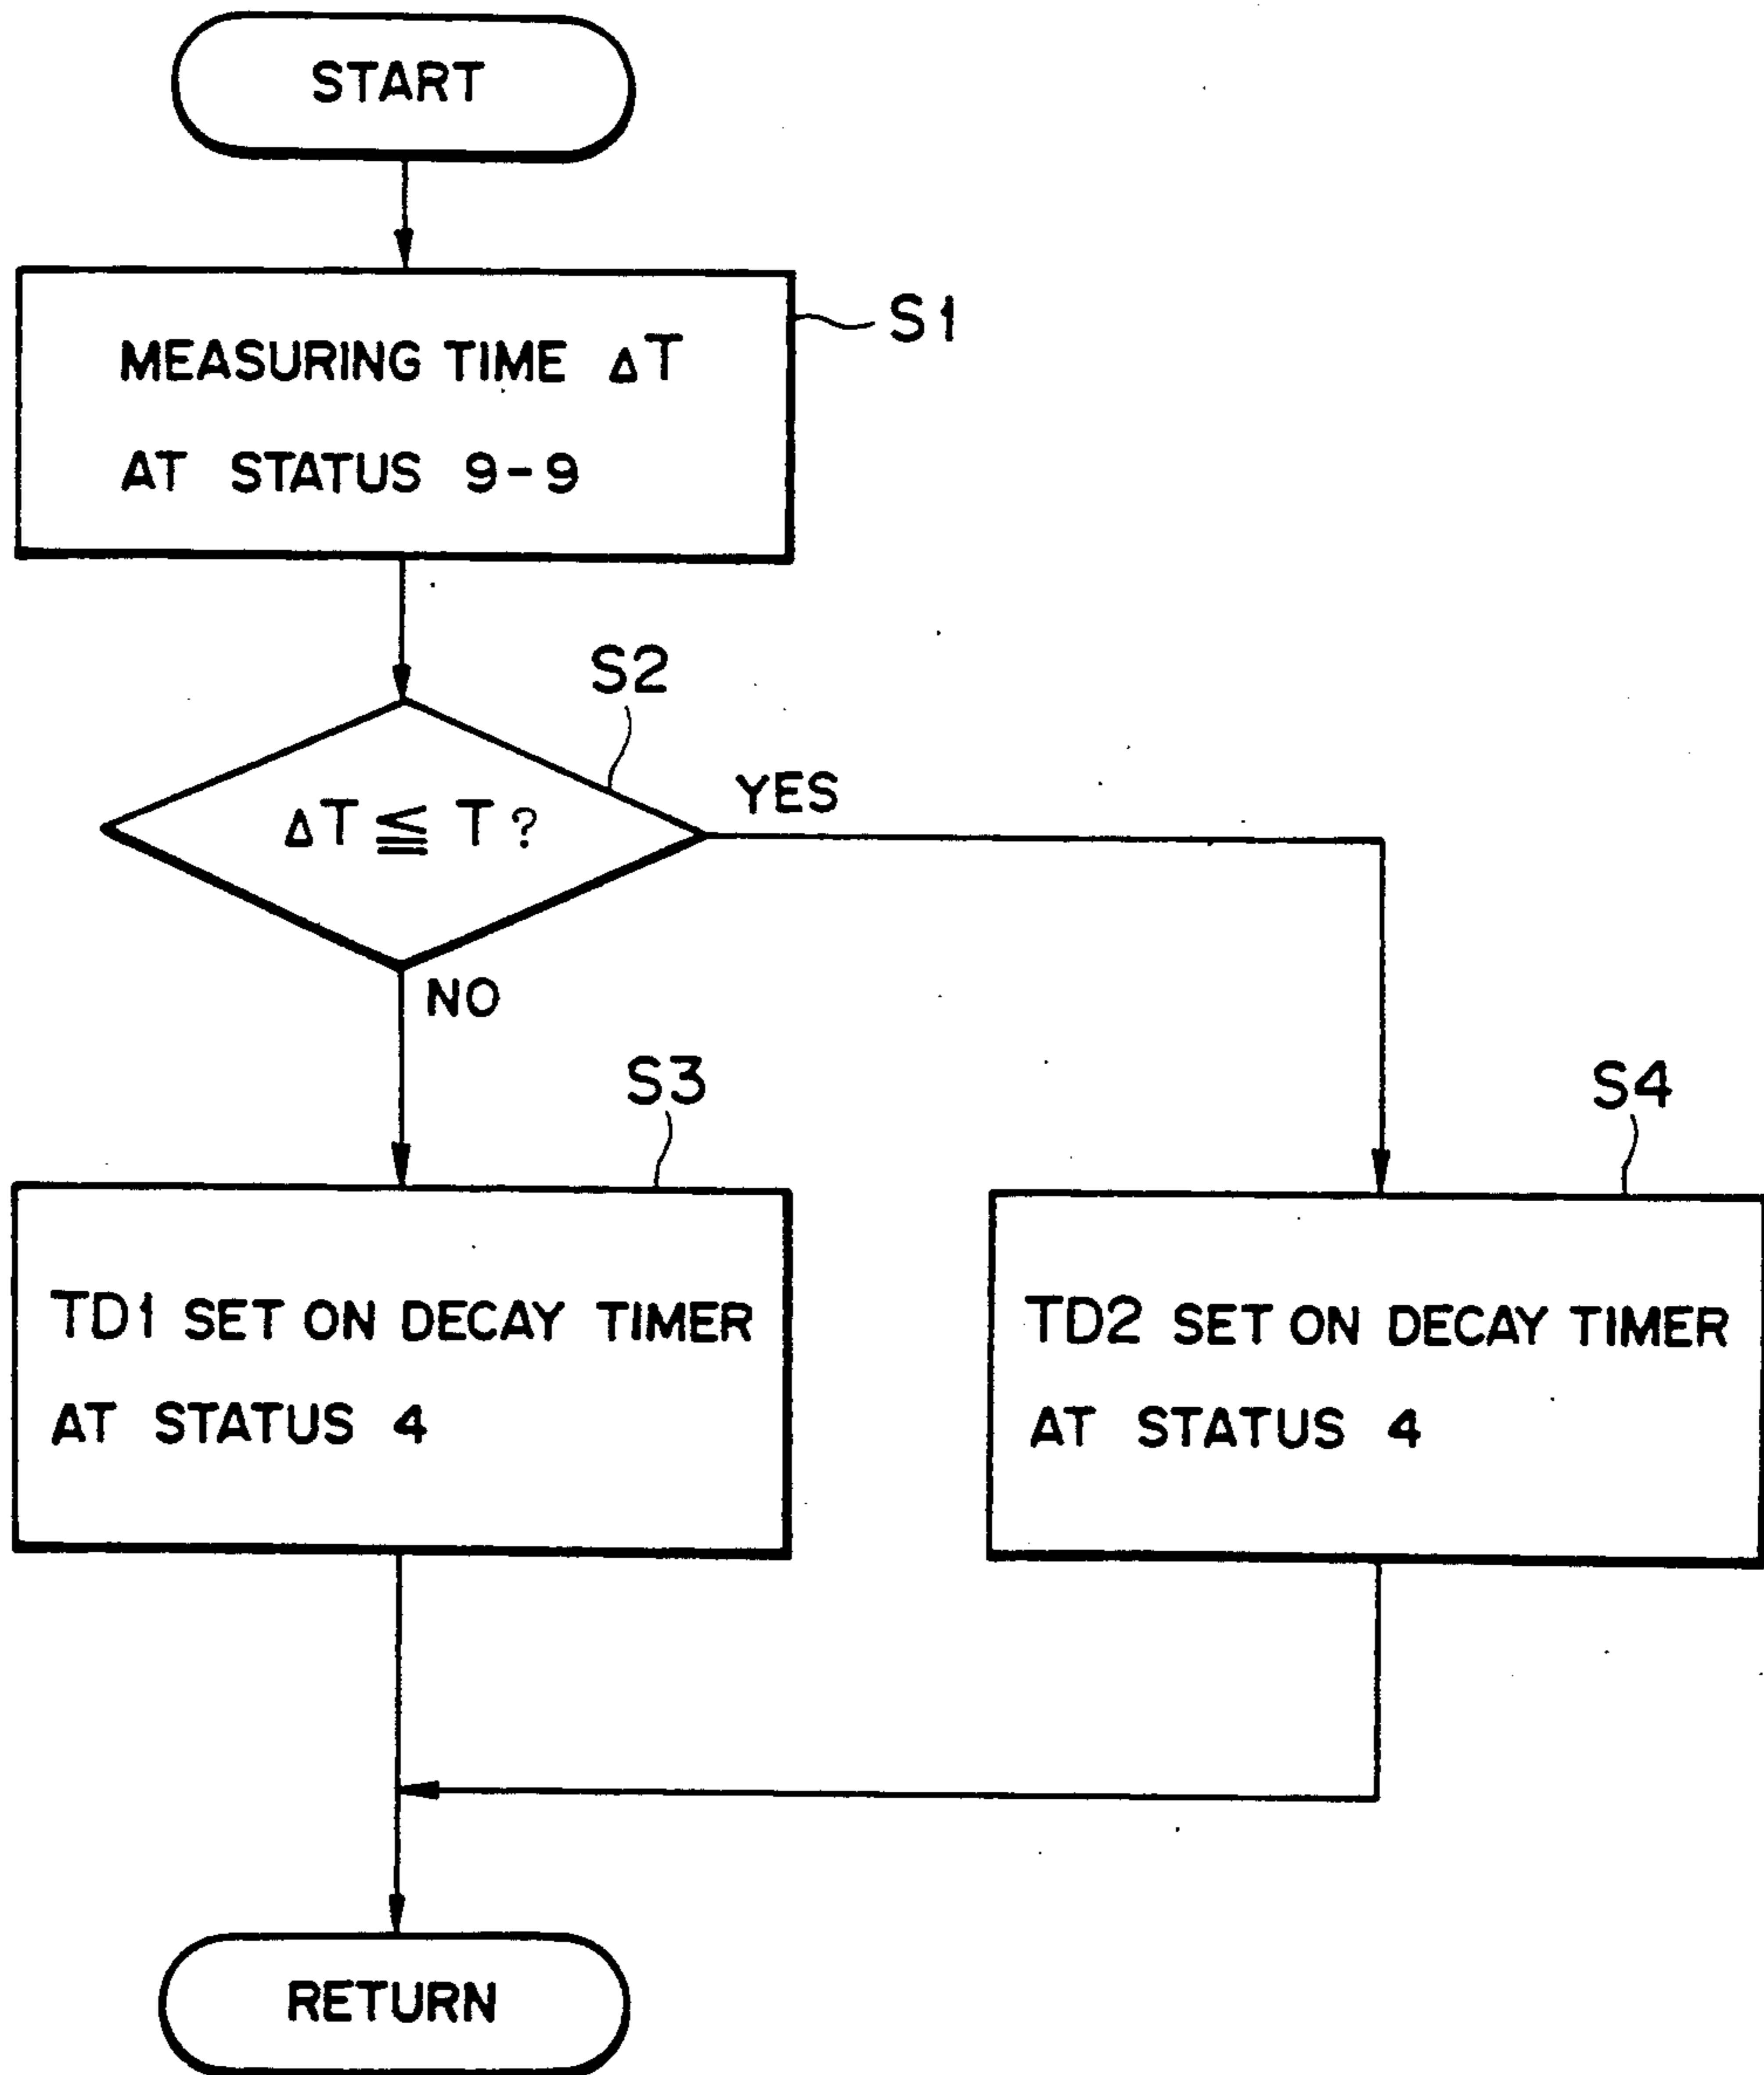 START
S1
MEASURING TIME ΔT
AT STATUS 9-9
S2
ΔT ≦ T ?
YES
NO
S3
TD1 SET ON DECAY TIMER
AT STATUS 4
S4
TD2 SET ON DECAY TIMER
AT STATUS 4
RETURN